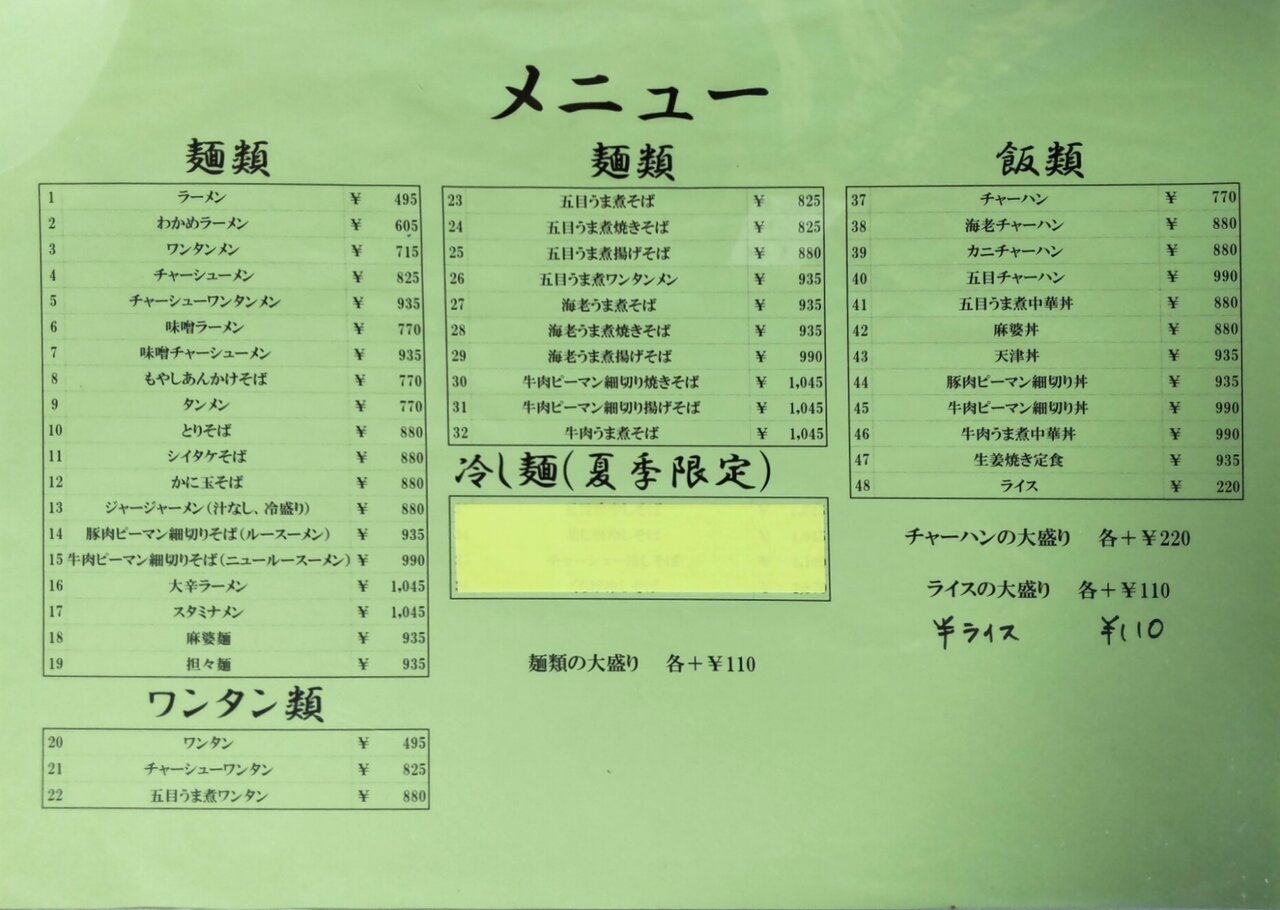 メニュー
麺類
1 ラーメン ¥ 495
2 わかめラーメン ¥ 605
3 ワンタンメン ¥ 715
4 チャーシューメン ¥ 825
5 チャーシューワンタンメン ¥ 935
6 味噌ラーメン ¥ 770
7 味噌チャーシューメン ¥ 935
8 もやしあんかけそば ¥ 770
9 タンメン ¥ 770
10 とりそば ¥ 880
11 シイタケそば ¥ 880
12 かに玉そば ¥ 880
13 ジャージャーメン(汁なし、冷盛り) ¥ 880
14 豚肉ピーマン細切りそば(ルースーメン) ¥ 935
15 牛肉ピーマン細切りそば(ニュールースーメン) ¥ 990
16 大辛ラーメン ¥ 1,045
17 スタミナメン ¥ 1,045
18 麻婆麺 ¥ 935
19 担々麺 ¥ 935
ワンタン類
20 ワンタン ¥ 495
21 チャーシューワンタン ¥ 825
22 五目うま煮ワンタン ¥ 880
麺類
23 五目うま煮そば ¥ 825
24 五目うま煮焼きそば ¥ 825
25 五目うま煮揚げそば ¥ 880
26 五目うま煮ワンタンメン ¥ 935
27 海老うま煮そば ¥ 935
28 海老うま煮焼きそば ¥ 935
29 海老うま煮揚げそば ¥ 990
30 牛肉ピーマン細切り焼きそば ¥ 1,045
31 牛肉ピーマン細切り揚げそば ¥ 1,045
32 牛肉うま煮そば ¥ 1,045
冷し麺(夏季限定)
麺類の大盛り 各+¥110
飯類
37 チャーハン ¥ 770
38 海老チャーハン ¥ 880
39 カニチャーハン ¥ 880
40 五目チャーハン ¥ 990
41 五目うま煮中華丼 ¥ 880
42 麻婆丼 ¥ 880
43 天津丼 ¥ 935
44 豚肉ピーマン細切り丼 ¥ 935
45 牛肉ピーマン細切り丼 ¥ 990
46 牛肉うま煮中華丼 ¥ 990
47 生姜焼き定食 ¥ 935
48 ライス ¥ 220
チャーハンの大盛り 各+¥220
ライスの大盛り 各+¥110
半ライス ¥110